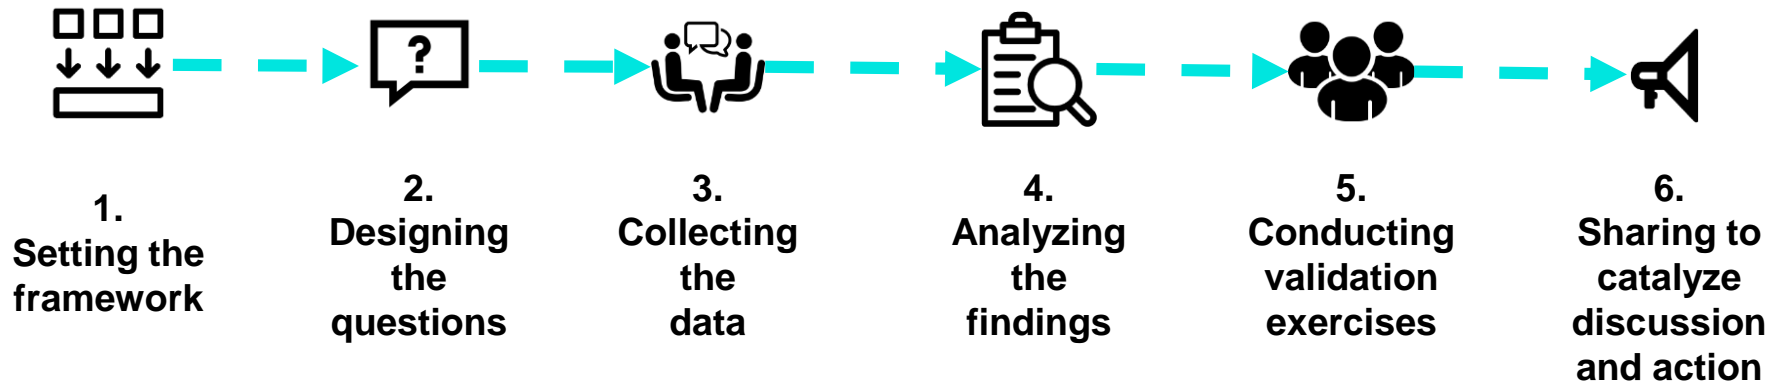 ?
1.
Setting the
framework
2.
Designing
the
questions
3.
Collecting
the
data
4.
Analyzing
the
findings
5.
Conducting
validation
exercises
6.
Sharing to
catalyze
discussion
and action